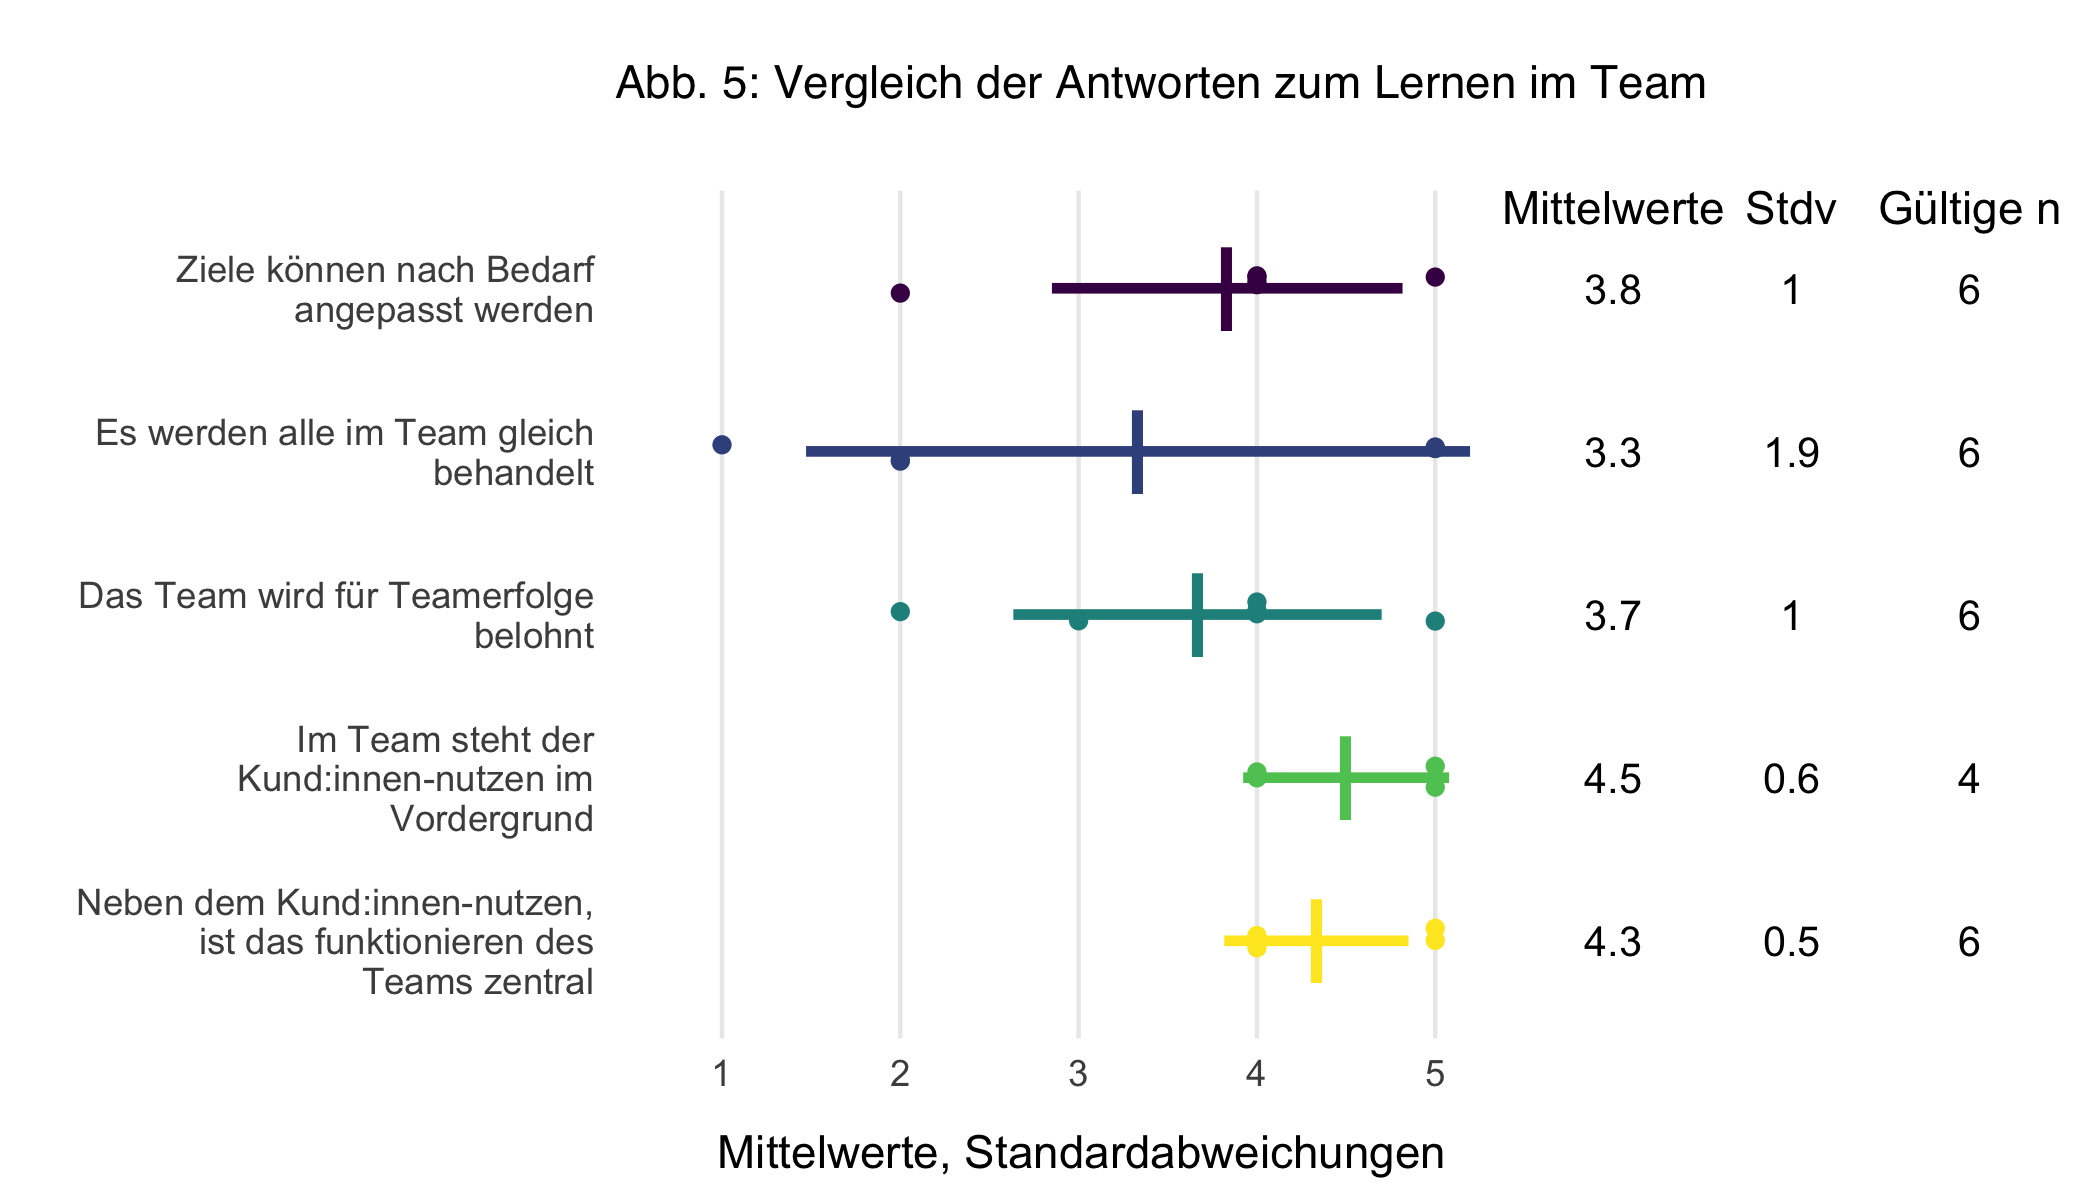 Abb. 5: Vergleich der Antworten zum Lernen im Team
Mittelwerte Stdv Gültige n
Ziele können nach Bedarf
angepasst werden
3.8 1 6
Es werden alle im Team gleich
behandelt
3.3 1.9 6
Das Team wird für Teamerfolge
belohnt
3.7 1 6
Im Team steht der
Kund:innen-nutzen im
Vordergrund
4.5 0.6 4
Neben dem Kund:innen-nutzen,
ist das funktionieren des
Teams zentral
4.3 0.5 6
1 2 3 4 5
Mittelwerte, Standardabweichungen